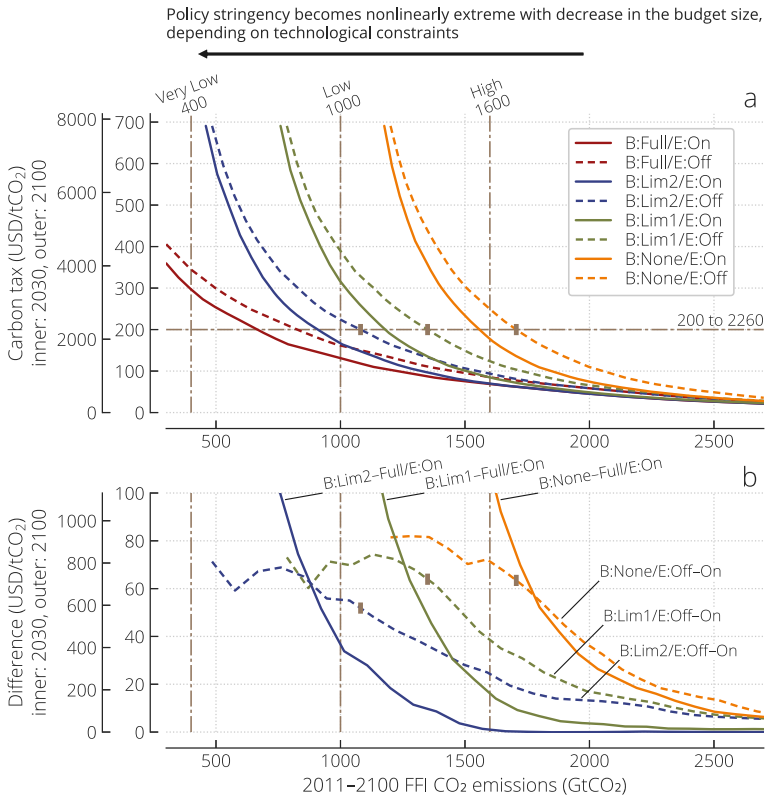 Policy stringency becomes nonlinearly extreme with decrease in the budget size,
depending on technological constraints
Very Low
400
Low
1000
High
1600
a
Carbon tax (USD/tCO₂)
inner: 2030, outer: 2100
8000
6000
4000
2000
0
700
600
500
400
300
200
100
0
B:Full/E:On
B:Full/E:Off
B:Lim2/E:On
B:Lim2/E:Off
B:Lim1/E:On
B:Lim1/E:Off
B:None/E:On
B:None/E:Off
200 to 2260
500
1000
1500
2000
2500
b
B:Lim2–Full/E:On
B:Lim1–Full/E:On
B:None–Full/E:On
Difference (USD/tCO₂)
inner: 2030, outer: 2100
1000
800
600
400
200
0
100
80
60
40
20
0
B:None/E:Off–On
B:Lim1/E:Off–On
B:Lim2/E:Off–On
500
1000
1500
2000
2500
2011–2100 FFI CO₂ emissions (GtCO₂)